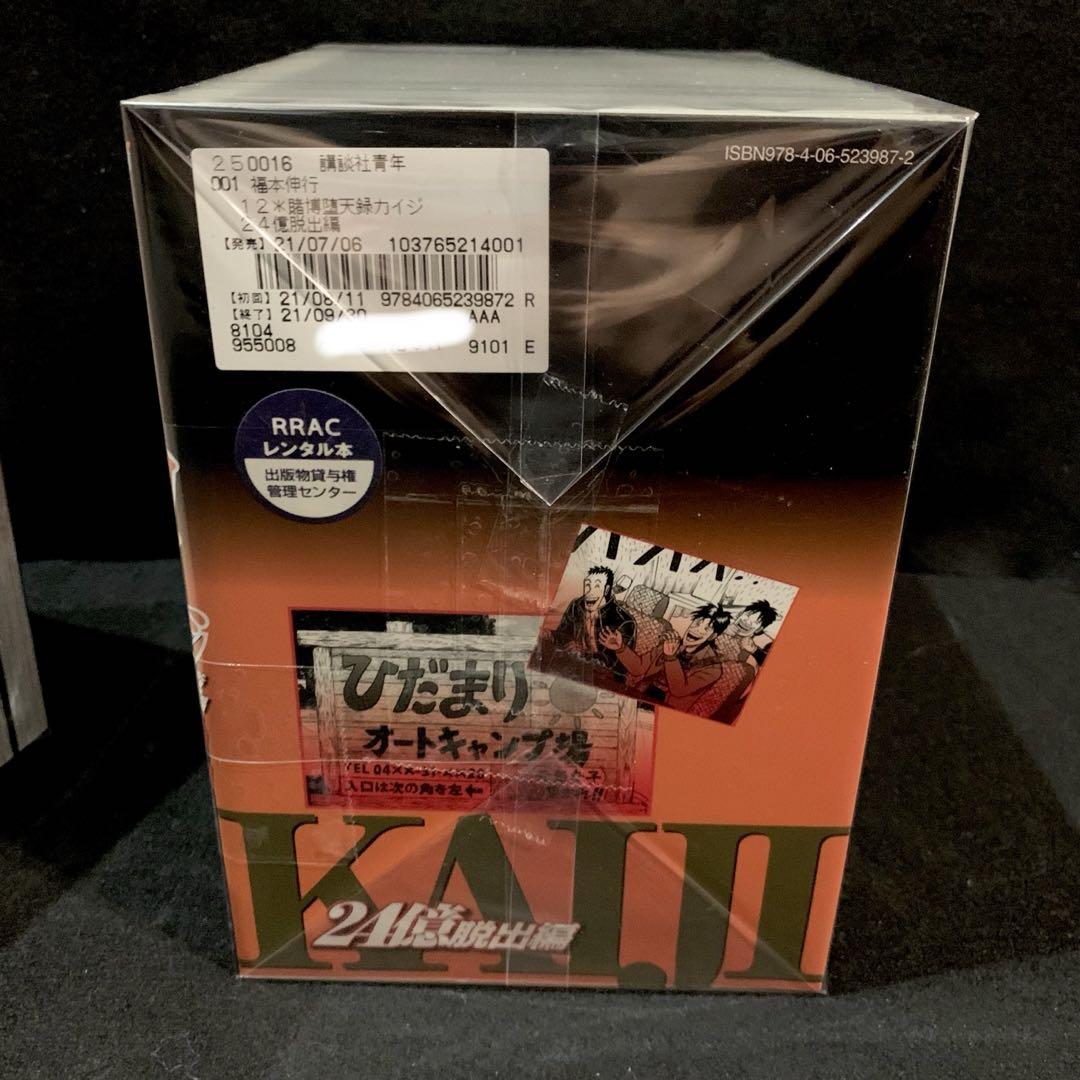 250016 講談社青年
001 福本伸行
12*賭博堕天録カイジ
24億脱出編
【発売】21/07/06 103765214001
【初回】21/08/11 9784065239872 R
【終了】21/09/30 AAA
8104
955008 9101 E
ISBN978-4-06-523987-2
RRAC
レンタル本
出版物貸与権
管理センター
ひだまり
オートキャンプ場
TEL 04××-37-××20
入口は次の角を左←
KAIJI
24億脱出編